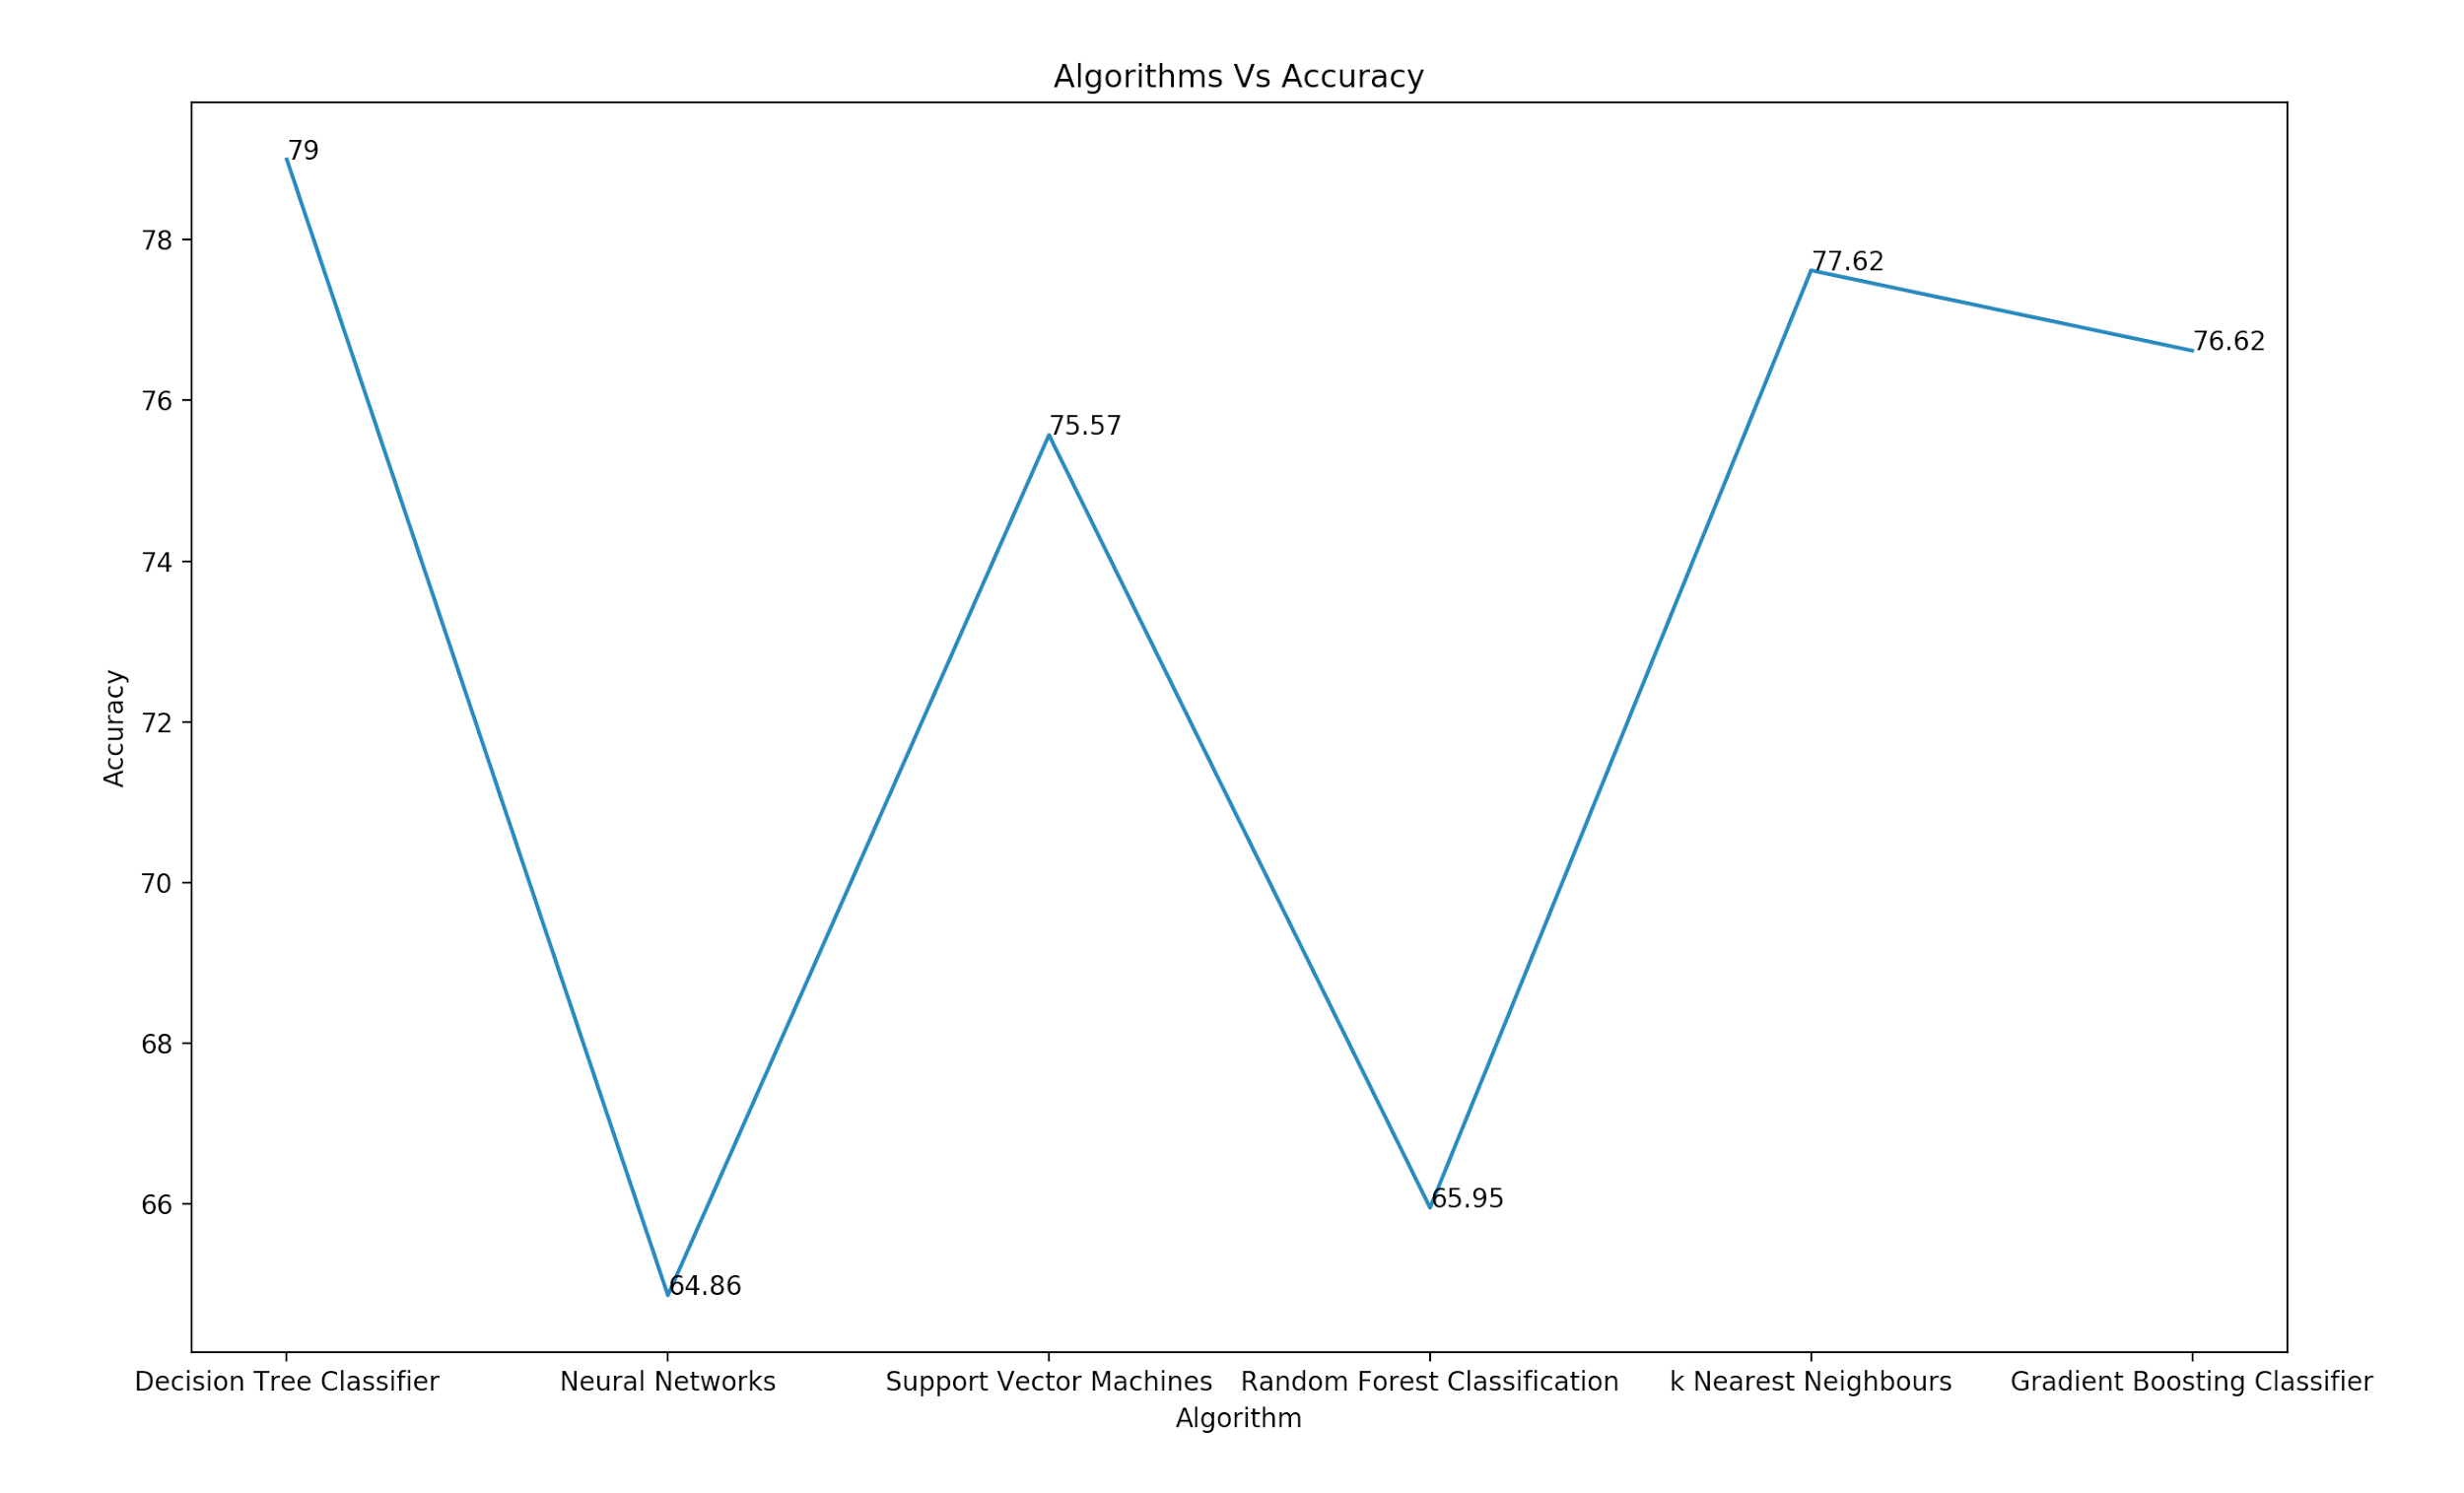 Algorithms Vs Accuracy
79
78
77.62
76.62
76
75.57
74
Accuracy
72
70
68
66
65.95
64.86
Decision Tree Classifier
Neural Networks
Support Vector Machines
Random Forest Classification
k Nearest Neighbours
Gradient Boosting Classifier
Algorithm